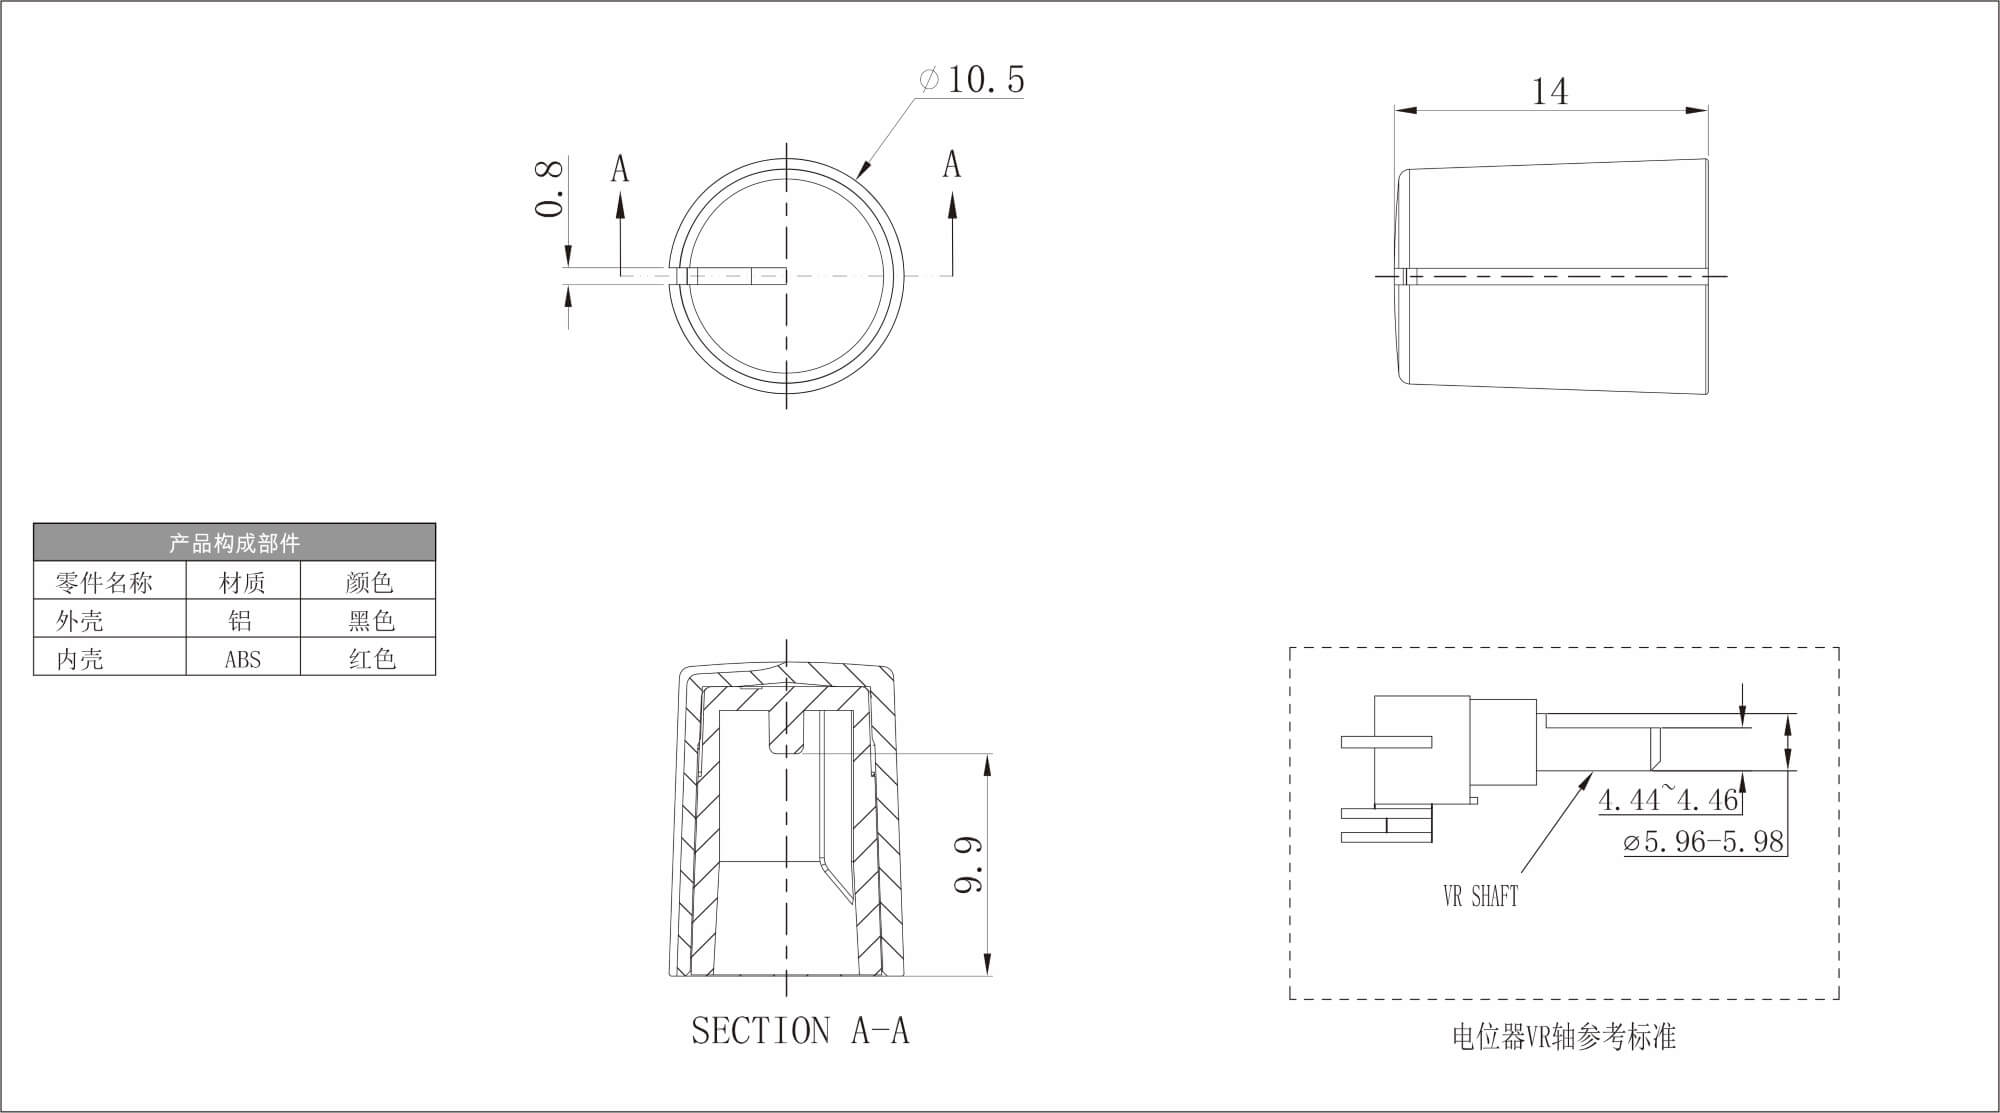 ⌀10.5
14
0.8
A
A
产品构成部件
零件名称 材质 颜色
外壳 铝 黑色
内壳 ABS 红色
9.9
SECTION A-A
4.44~4.46
⌀5.96-5.98
VR SHAFT
电位器VR轴参考标准